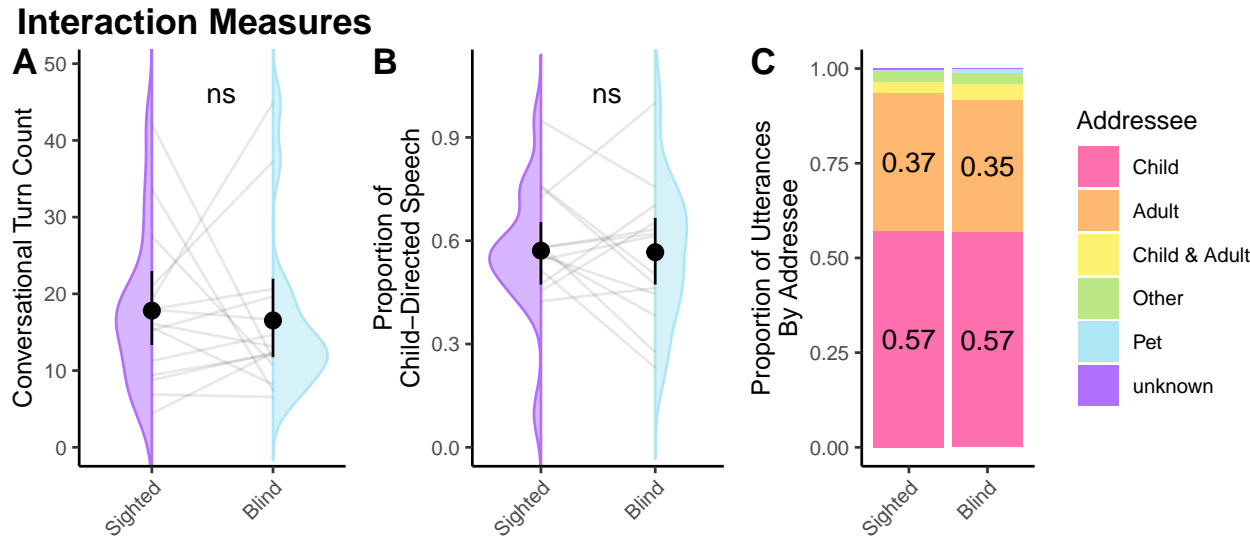 Interaction Measures
A
Conversational Turn Count
50
40
30
20
10
0
ns
Sighted
Blind
B
Proportion of
Child−Directed Speech
0.9
0.6
0.3
0.0
ns
Sighted
Blind
C
Proportion of Utterances
By Addressee
1.00
0.75
0.50
0.25
0.00
0.37
0.35
0.57
0.57
Sighted
Blind
Addressee
Child
Adult
Child & Adult
Other
Pet
unknown